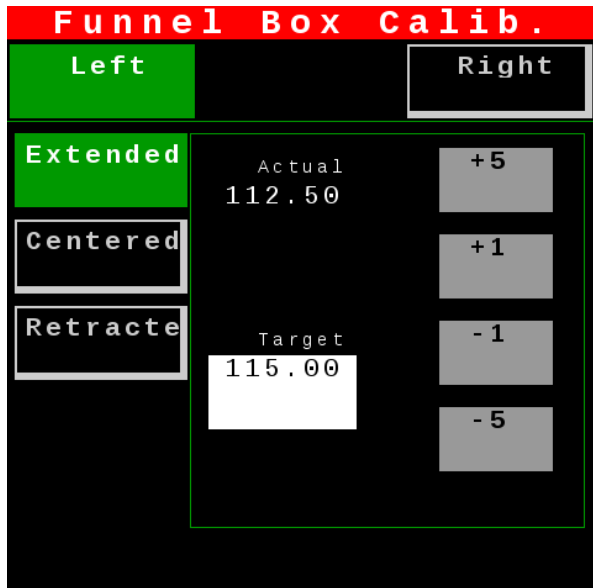 Funnel Box Calib.
Left
Right
Extended
Actual
+5
112.50
Centered
+1
Retracte
Target
-1
115.00
-5